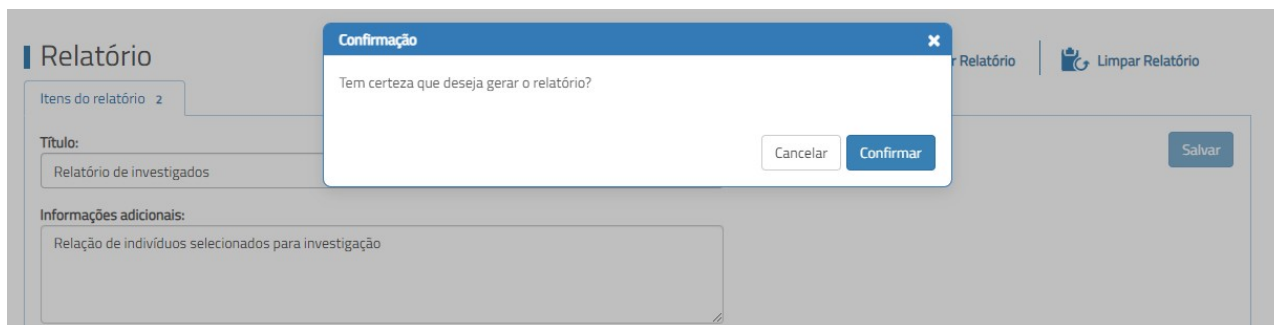 Confirmação
Relatório
r Relatório
Limpar Relatório
Tem certeza que deseja gerar o relatório?
Itens do relatório 2
Título:
Cancelar
Confirmar
Salvar
Relatório de investigados
Informações adicionais:
Relação de indivíduos selecionados para investigação